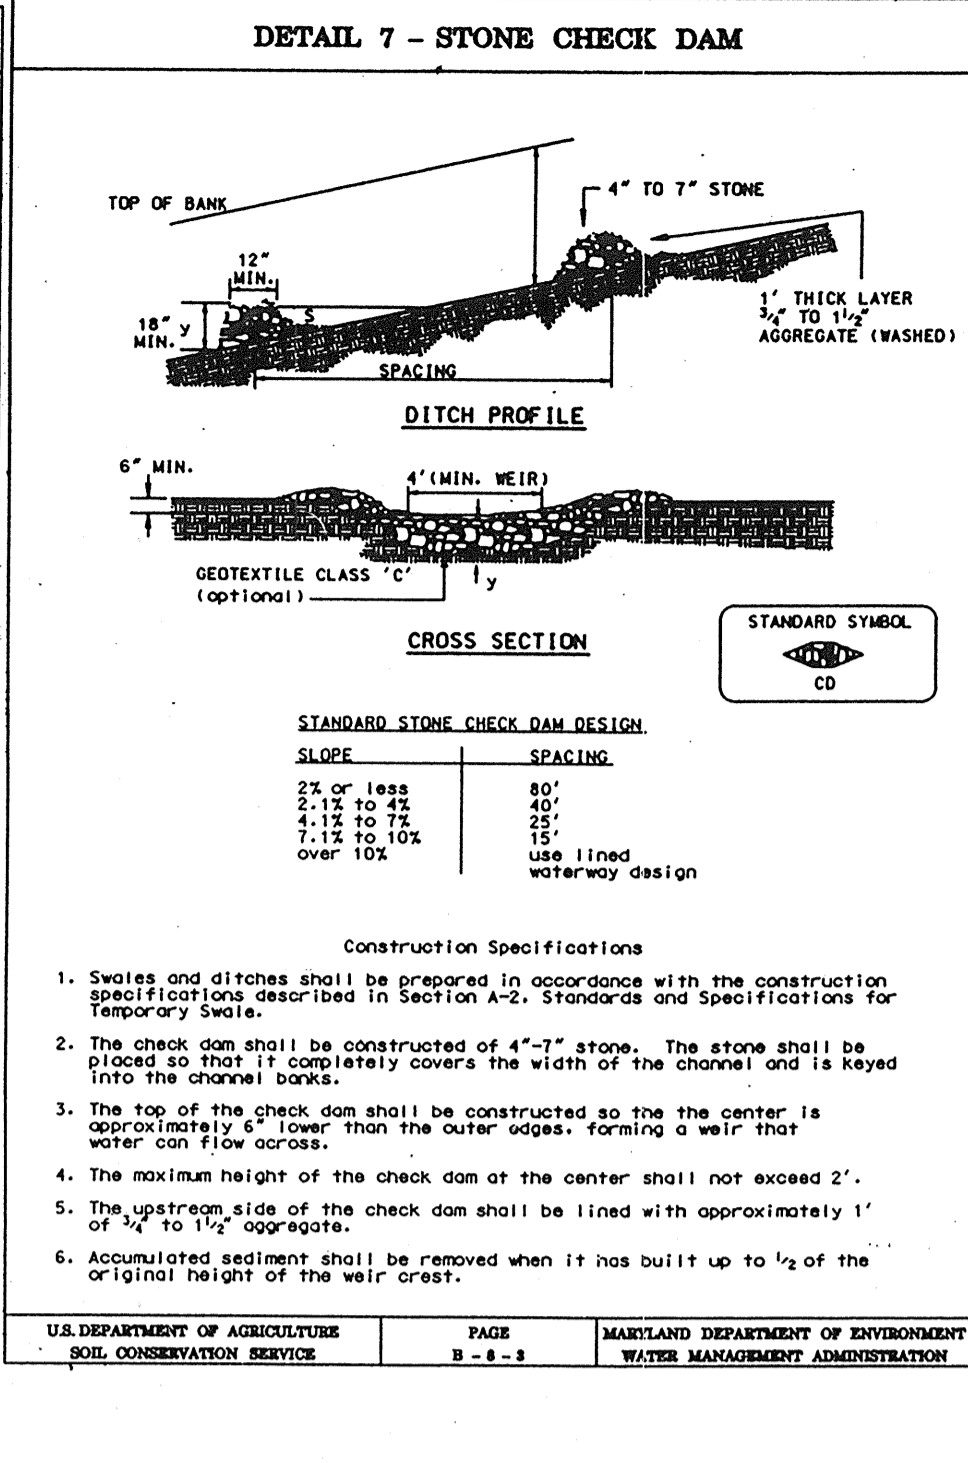 DETAIL 7 - STONE CHECK DAM
4" TO 7" STONE
TOP OF BANK
12"
MIN.
18" y
MIN.
S
1' THICK LAYER
3/4" TO 1 1/2"
AGGREGATE (WASHED)
SPACING
DITCH PROFILE
6" MIN.
4'(MIN. WEIR)
GEOTEXTILE CLASS 'C'
(optional)
y
CROSS SECTION
STANDARD SYMBOL
CD
STANDARD STONE CHECK DAM DESIGN
SLOPE SPACING
2% or less 80'
2.1% to 4% 40'
4.1% to 7% 25'
7.1% to 10% 15'
over 10% use lined
waterway design
Construction Specifications
1. Swales and ditches shall be prepared in accordance with the construction
specifications described in Section A-2. Standards and Specifications for
Temporary Swale.
2. The check dam shall be constructed of 4"-7" stone. The stone shall be
placed so that it completely covers the width of the channel and is keyed
into the channel banks.
3. The top of the check dam shall be constructed so the the center is
approximately 6" lower than the outer edges. forming a weir that
water can flow across.
4. The maximum height of the check dam at the center shall not exceed 2'.
5. The upstream side of the check dam shall be lined with approximately 1'
of 3/4" to 1 1/2" aggregate.
6. Accumulated sediment shall be removed when it has built up to 1/2 of the
original height of the weir crest.
U.S. DEPARTMENT OF AGRICULTURE
SOIL CONSERVATION SERVICE
PAGE
B - 8 - 3
MARYLAND DEPARTMENT OF ENVIRONMENT
WATER MANAGEMENT ADMINISTRATION